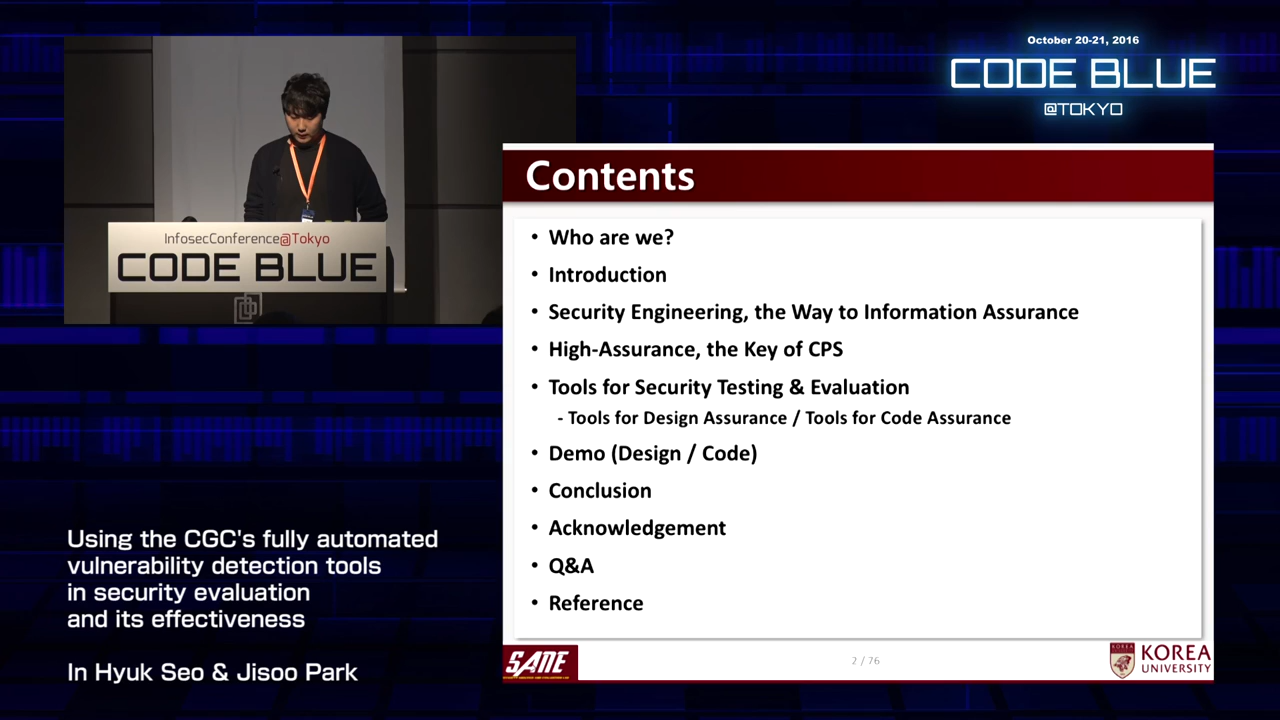 October 20-21, 2016
CODE BLUE
@TOKYO
InfosecConference@Tokyo
CODE BLUE
Contents
• Who are we?
• Introduction
• Security Engineering, the Way to Information Assurance
• High-Assurance, the Key of CPS
• Tools for Security Testing & Evaluation
- Tools for Design Assurance / Tools for Code Assurance
• Demo (Design / Code)
• Conclusion
• Acknowledgement
• Q&A
• Reference
Using the CGC's fully automated
vulnerability detection tools
in security evaluation
and its effectiveness
In Hyuk Seo & Jisoo Park
SANE
2 / 76
KOREA
UNIVERSITY